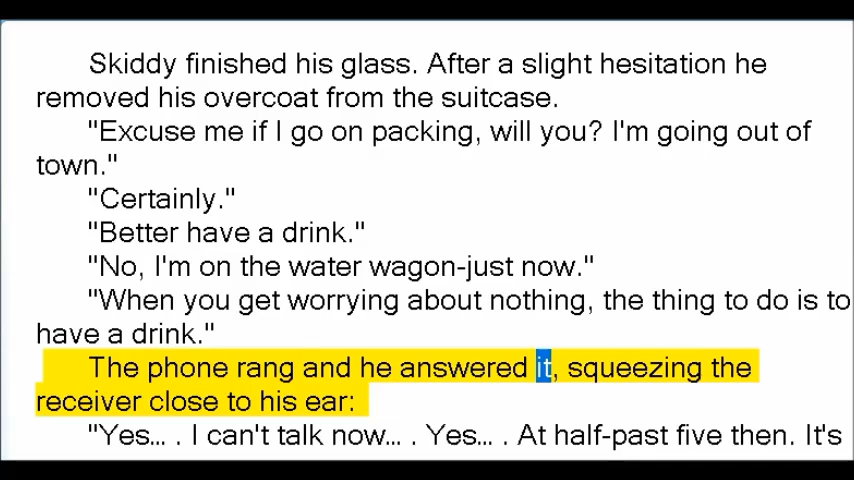 Skiddy finished his glass. After a slight hesitation he
removed his overcoat from the suitcase.
"Excuse me if I go on packing, will you? I'm going out of
town."
"Certainly."
"Better have a drink."
"No, I'm on the water wagon-just now."
"When you get worrying about nothing, the thing to do is to
have a drink."
The phone rang and he answered it, squeezing the
receiver close to his ear:
"Yes... . I can't talk now... . Yes... . At half-past five then. It's